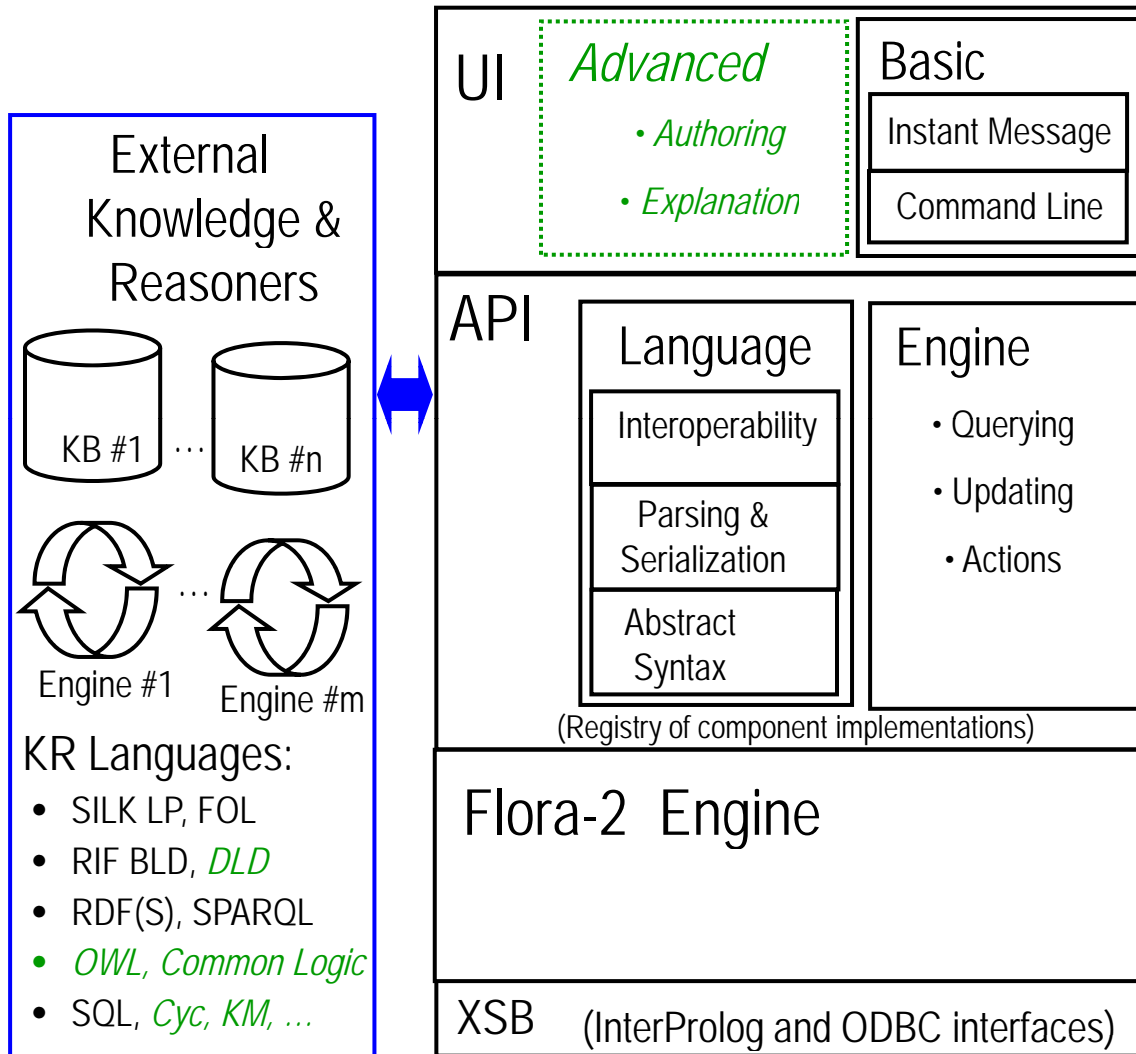 External
Knowledge &
Reasoners
KB #1
…
KB #n
…
Engine #1
Engine #m
KR Languages:
• SILK LP, FOL
• RIF BLD, DLD
• RDF(S), SPARQL
• OWL, Common Logic
• SQL, Cyc, KM, …
UI
Advanced
• Authoring
• Explanation
Basic
Instant Message
Command Line
API
Language
Interoperability
Parsing &
Serialization
Abstract
Syntax
Engine
• Querying
• Updating
• Actions
(Registry of component implementations)
Flora-2 Engine
XSB (InterProlog and ODBC interfaces)